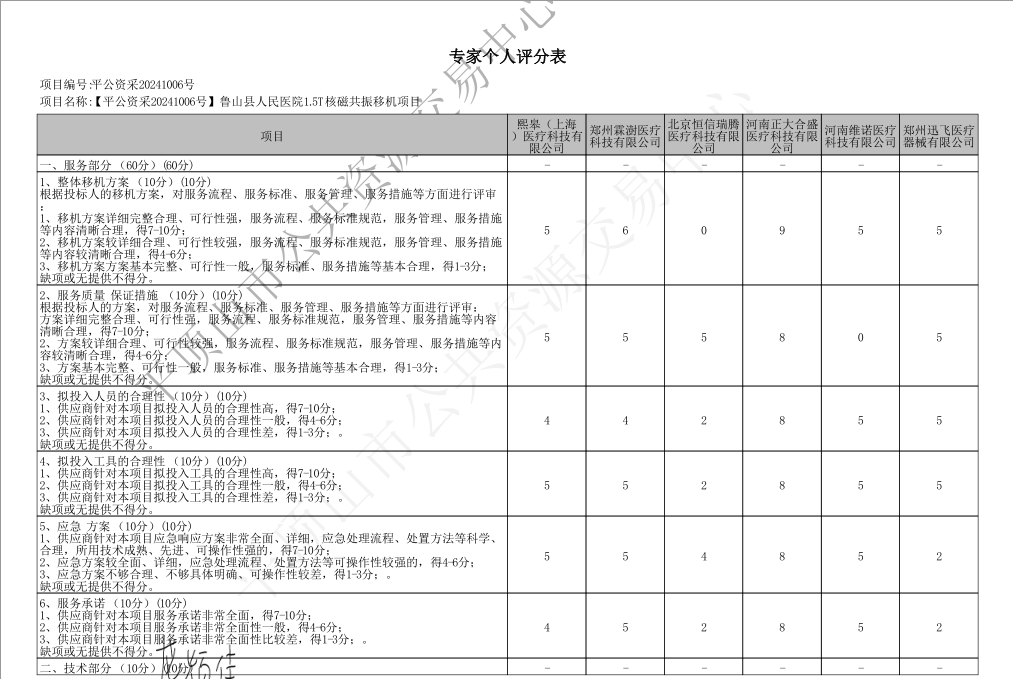 专家个人评分表
项目编号:平公资采20241006号
项目名称:【平公资采20241006号】鲁山县人民医院1.5T核磁共振移机项目
项目
熙皋（上海
）医疗科技有
限公司
郑州霖澍医疗
科技有限公司
北京恒信瑞腾
医疗科技有限
公司
河南正大合盛
医疗科技有限
公司
河南维诺医疗
科技有限公司
郑州迅飞医疗
器械有限公司
一、服务部分（60分）(60分) - - - - - -
1、整体移机方案（10分）(10分)
根据投标人的移机方案，对服务流程、服务标准、服务管理、服务措施等方面进行评审
；
1、移机方案详细完整合理、可行性强，服务流程、服务标准规范，服务管理、服务措施
等内容清晰合理，得7-10分；
2、移机方案较详细合理、可行性较强，服务流程、服务标准规范，服务管理、服务措施
等内容较清晰合理，得4-6分；
3、移机方案方案基本完整、可行性一般，服务标准、服务措施等基本合理，得1-3分；
缺项或无提供不得分。
5 6 0 9 5 5
2、服务质量 保证措施 （10分）(10分)
根据投标人的方案，对服务流程、服务标准、服务管理、服务措施等方面进行评审；
方案详细完整合理、可行性强，服务流程、服务标准规范，服务管理、服务措施等内容
清晰合理，得7-10分；
2、方案较详细合理、可行性较强，服务流程、服务标准规范，服务管理、服务措施等内
容较清晰合理，得4-6分；
3、方案基本完整、可行性一般，服务标准、服务措施等基本合理，得1-3分；
缺项或无提供不得分。
5 5 5 8 0 5
3、拟投入人员的合理性 （10分）(10分)
1、供应商针对本项目拟投入人员的合理性高，得7-10分；
2、供应商针对本项目拟投入人员的合理性一般，得4-6分；
3、供应商针对本项目拟投入人员的合理性差，得1-3分；。
缺项或无提供不得分。
4 4 2 8 5 5
4、拟投入工具的合理性 （10分）(10分)
1、供应商针对本项目拟投入工具的合理性高，得7-10分；
2、供应商针对本项目拟投入工具的合理性一般，得4-6分；
3、供应商针对本项目拟投入工具的合理性差，得1-3分；。
缺项或无提供不得分。
5 5 2 8 5 5
5、应急 方案 （10分）(10分)
1、供应商针对本项目应急响应方案非常全面、详细，应急处理流程、处置方法等科学、
合理，所用技术成熟、先进、可操作性强的，得7-10分；
2、应急方案较全面、详细，应急处理流程、处置方法等可操作性较强的，得4-6分；
3、应急方案不够合理、不够具体明确、可操作性较差，得1-3分；。
缺项或无提供不得分。
5 5 4 8 5 2
6、服务承诺 （10分）(10分)
1、供应商针对本项目服务承诺非常全面，得7-10分；
2、供应商针对本项目服务承诺非常全面性一般，得4-6分；
3、供应商针对本项目服务承诺非常全面性比较差，得1-3分；。
缺项或无提供不得分。
4 5 2 8 5 2
二、技术部分（10分）(10分) - - - - - -
平顶山市公共资源交易中心
平顶山市公共资源交易中心